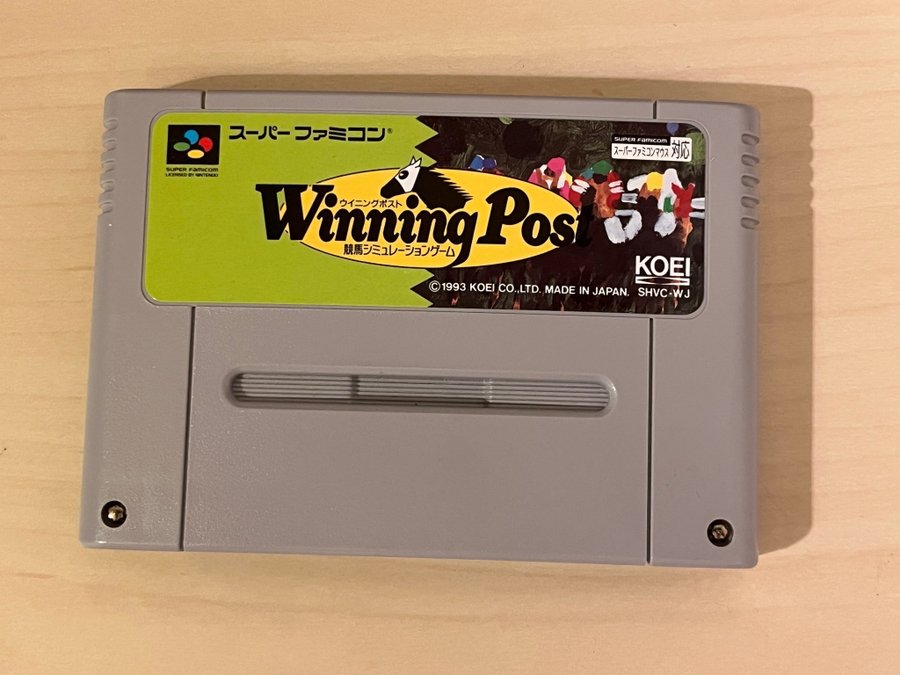 スーパーファミコン®
SUPER FAMICOM
LICENSED BY NINTENDO
SUPER FAMICOM
スーパーファミコンマウス 対応
ウイニングポスト
Winning Post
競馬シミュレーションゲーム
KOEI
©1993 KOEI CO.,LTD. MADE IN JAPAN. SHVC-WJ